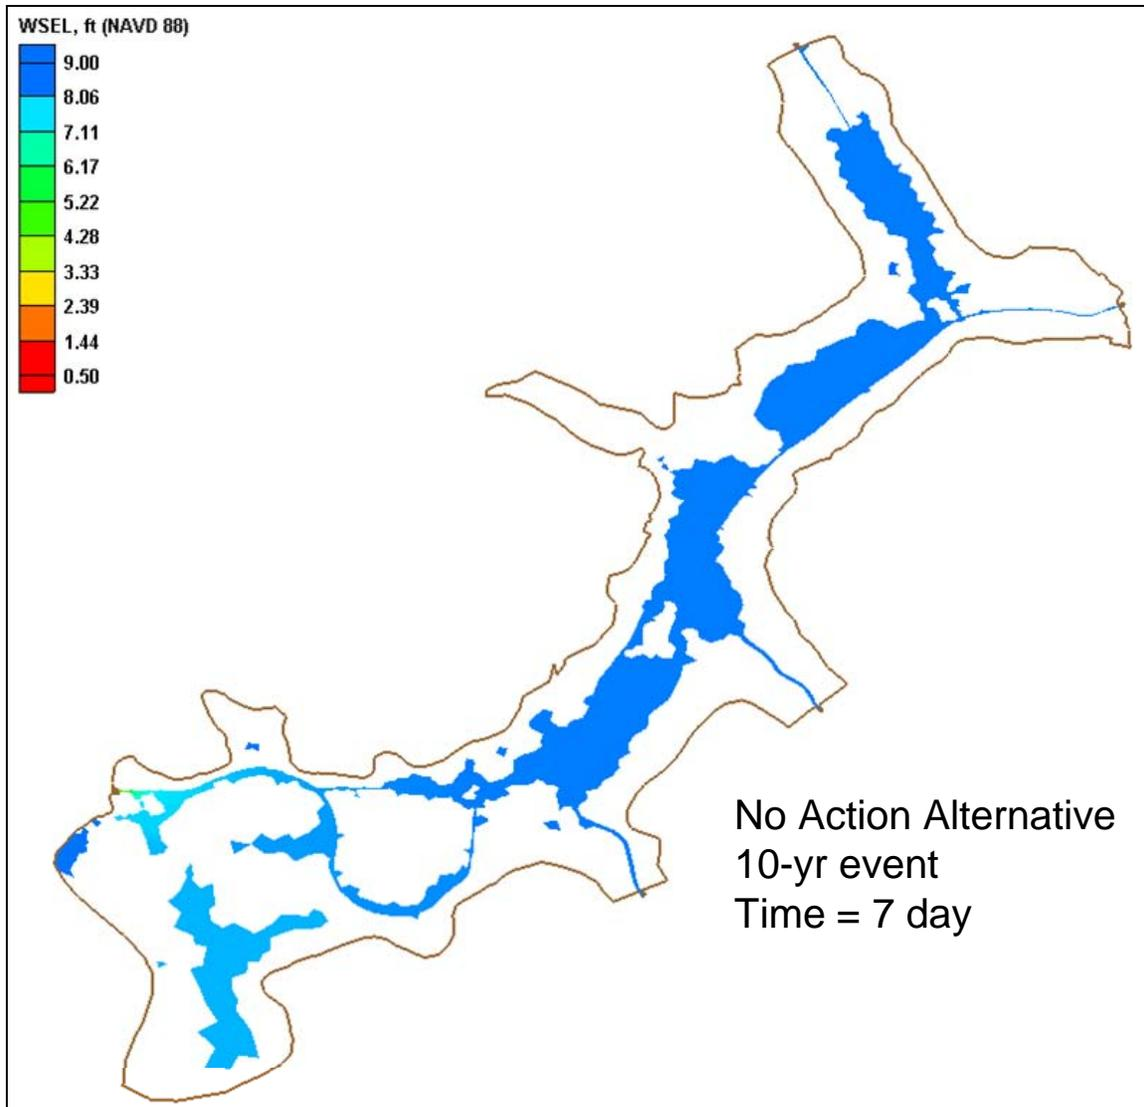 WSEL, ft (NAVD 88)
9.00
8.06
7.11
6.17
5.22
4.28
3.33
2.39
1.44
0.50
No Action Alternative
10-yr event
Time = 7 day